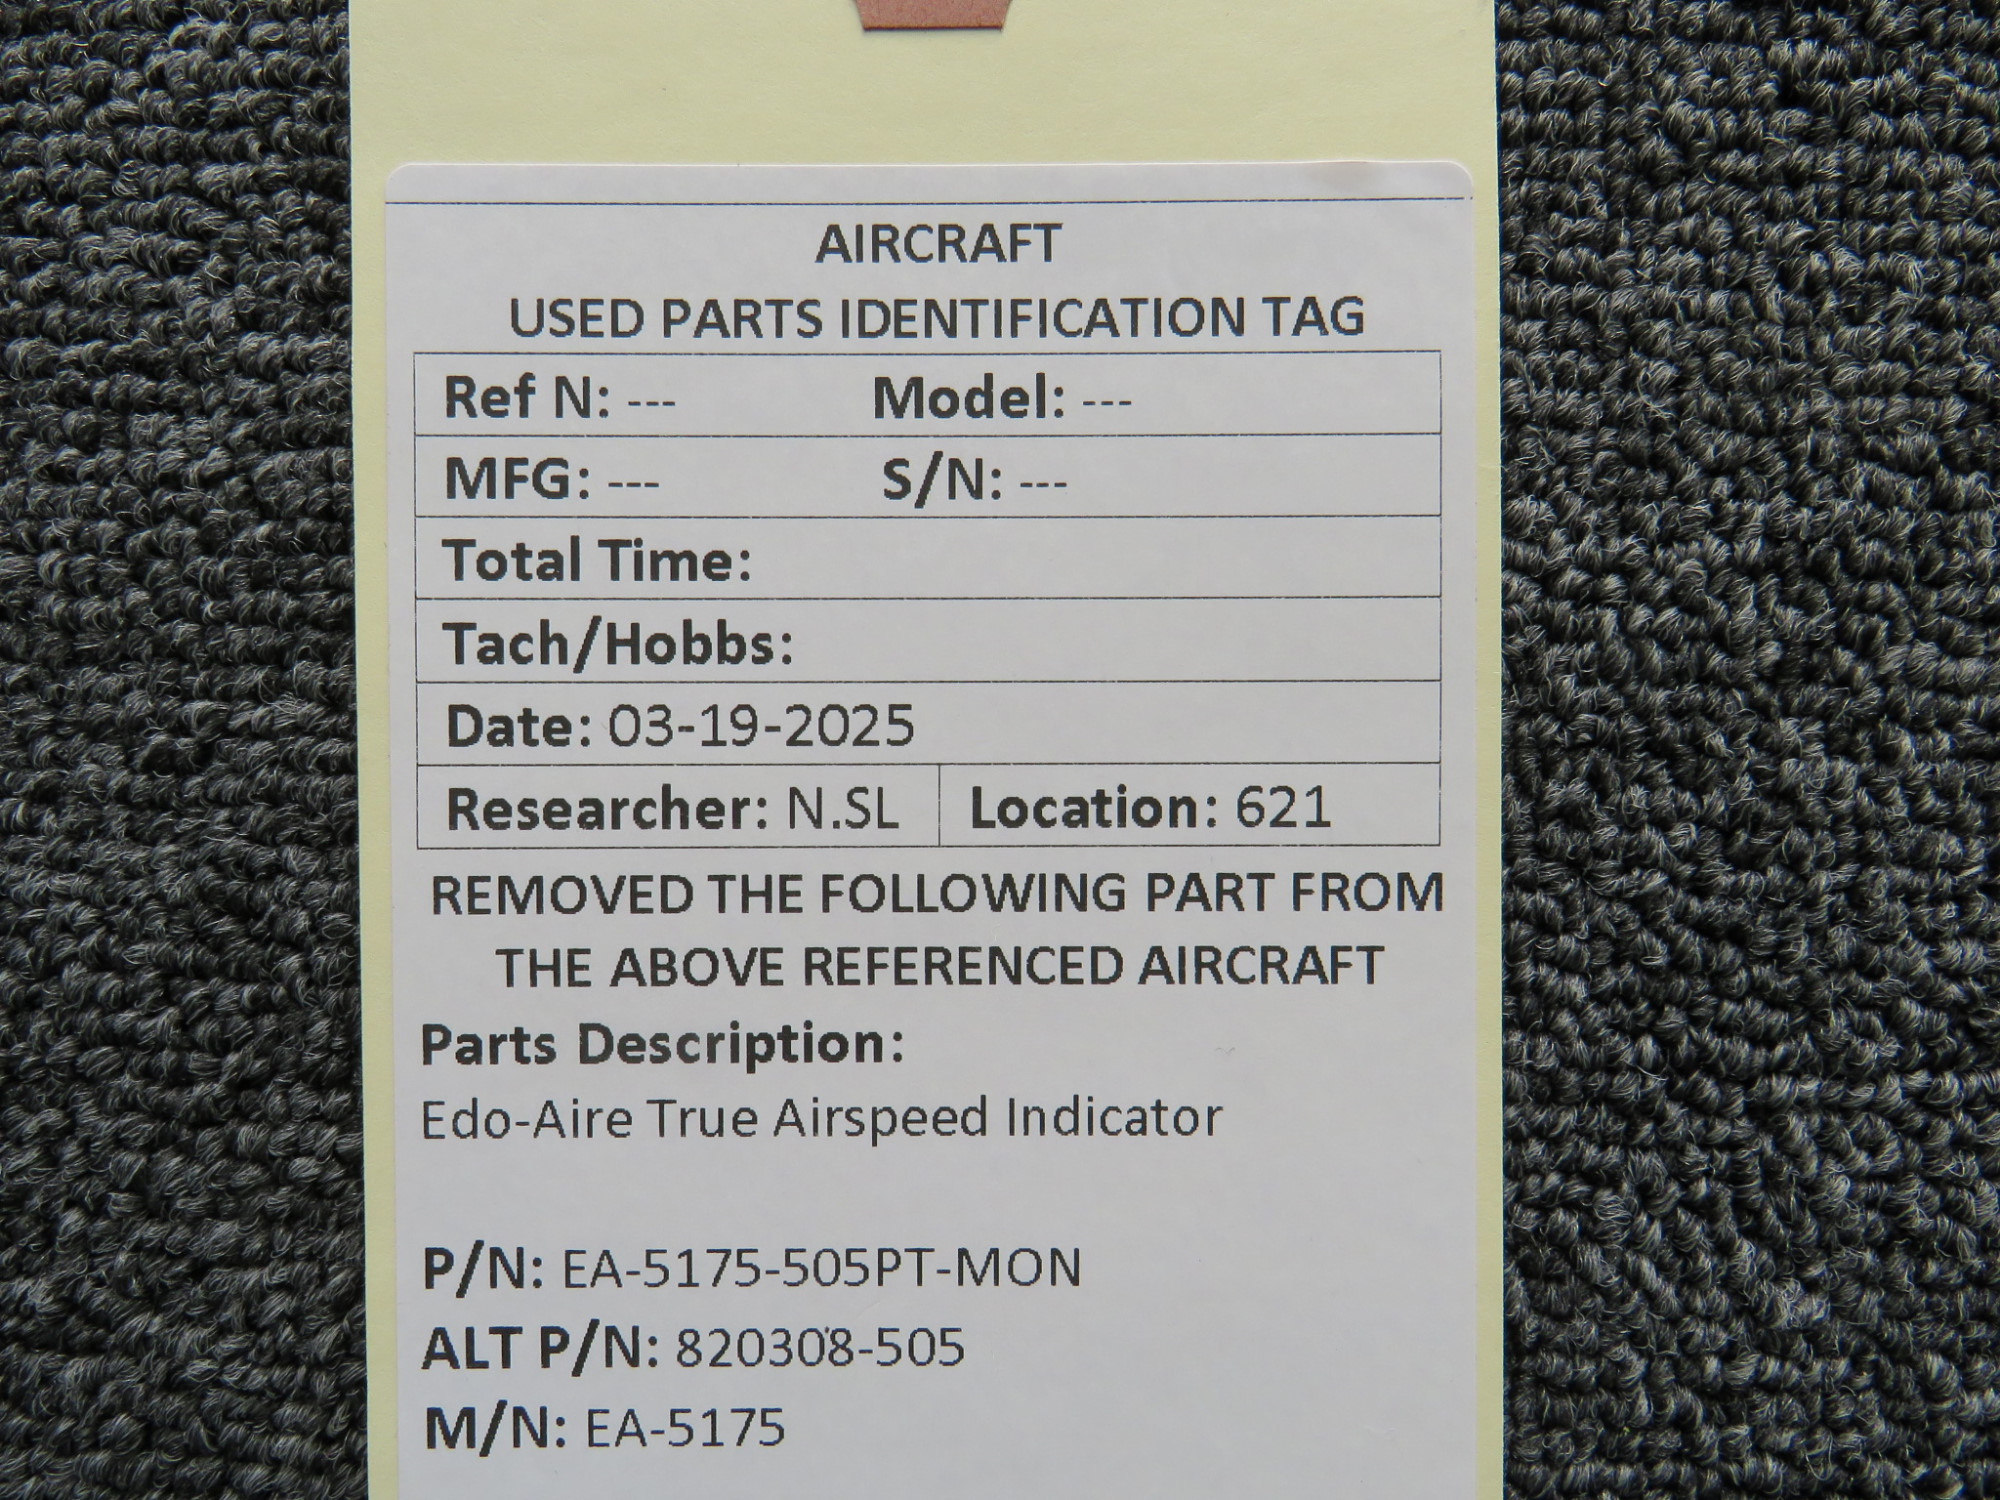 AIRCRAFT
USED PARTS IDENTIFICATION TAG
Ref N: --- Model: ---
MFG: --- S/N: ---
Total Time:
Tach/Hobbs:
Date: 03-19-2025
Researcher: N.SL Location: 621
REMOVED THE FOLLOWING PART FROM
THE ABOVE REFERENCED AIRCRAFT
Parts Description:
Edo-Aire True Airspeed Indicator
P/N: EA-5175-505PT-MON
ALT P/N: 820308-505
M/N: EA-5175